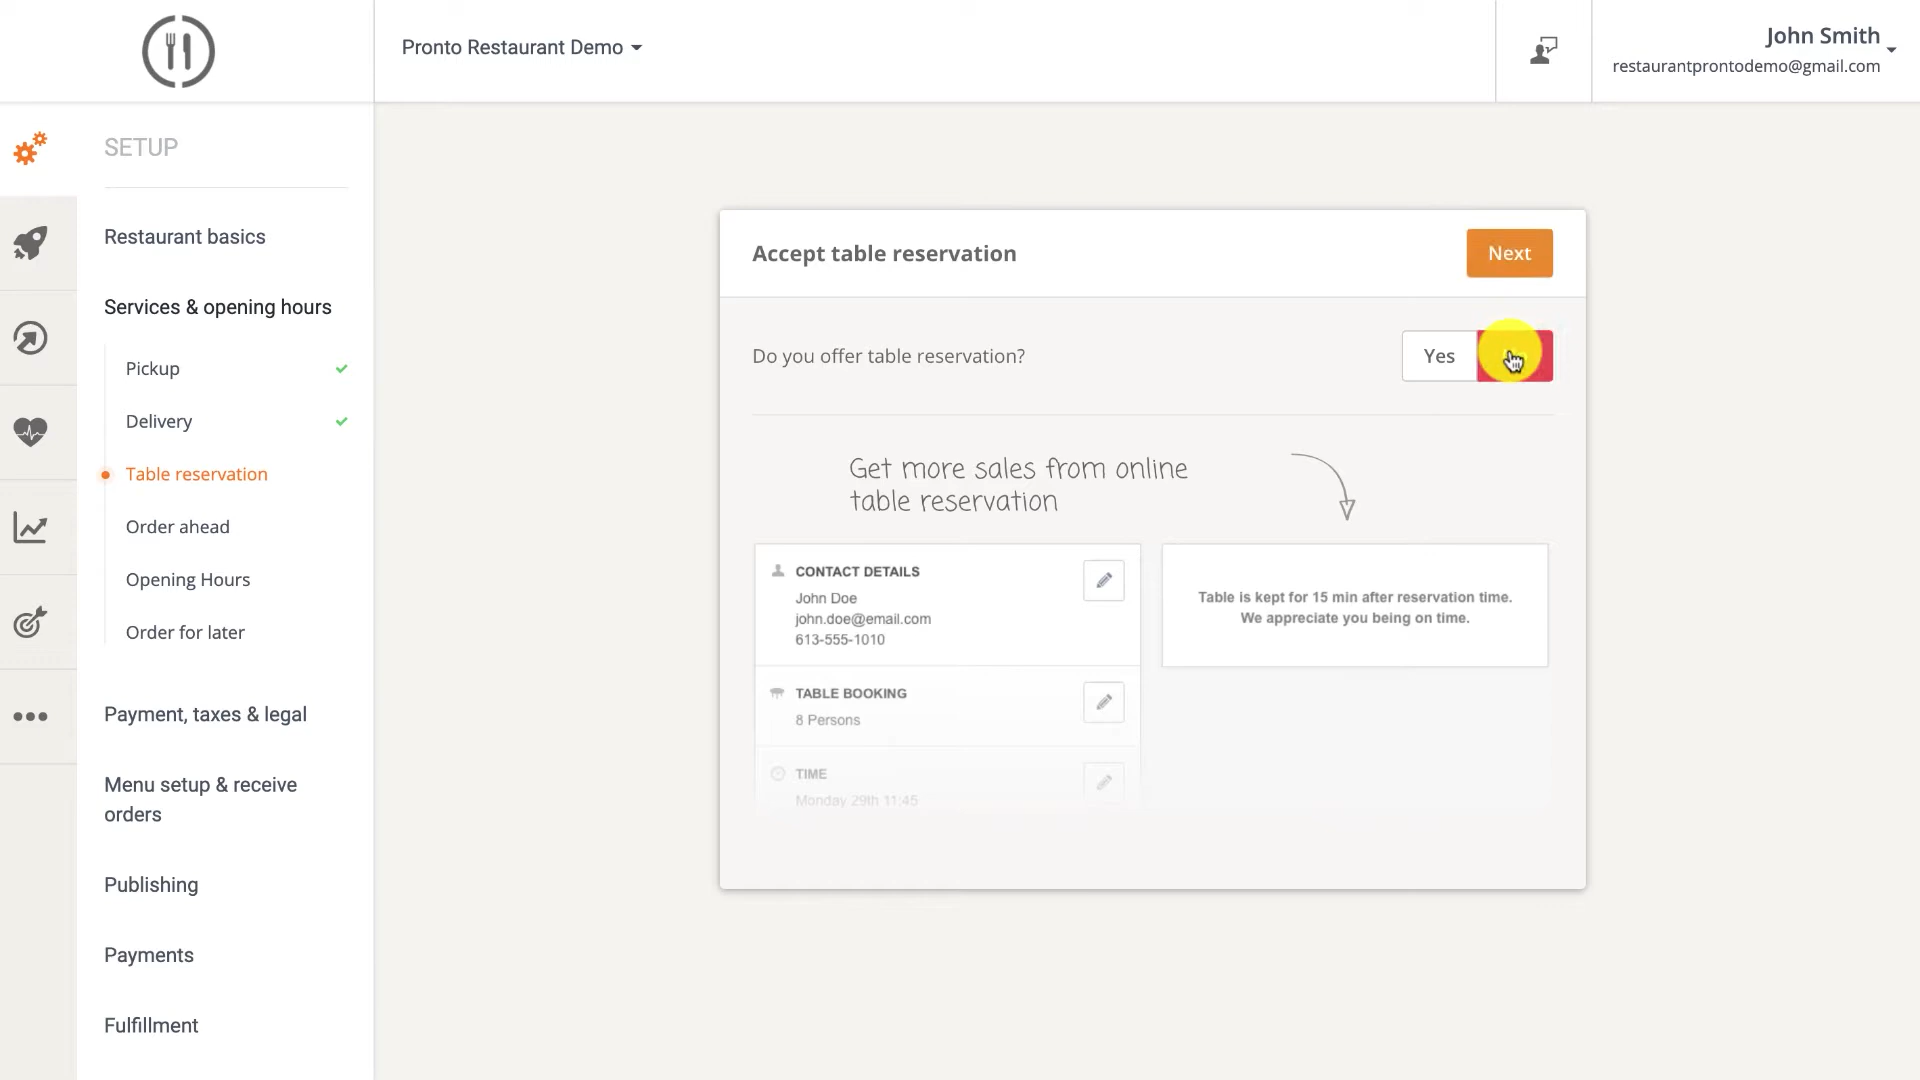 Pronto Restaurant Demo
John Smith
restaurantprontodemo@gmail.com
SETUP
Restaurant basics
Services & opening hours
Pickup
Delivery
Table reservation
Order ahead
Opening Hours
Order for later
Payment, taxes & legal
Menu setup & receive
orders
Publishing
Payments
Fulfillment
Accept table reservation
Next
Do you offer table reservation?
Yes
Get more sales from online
table reservation
CONTACT DETAILS
John Doe
john.doe@email.com
613-555-1010
TABLE BOOKING
8 Persons
TIME
Monday 29th 11:45
Table is kept for 15 min after reservation time.
We appreciate you being on time.